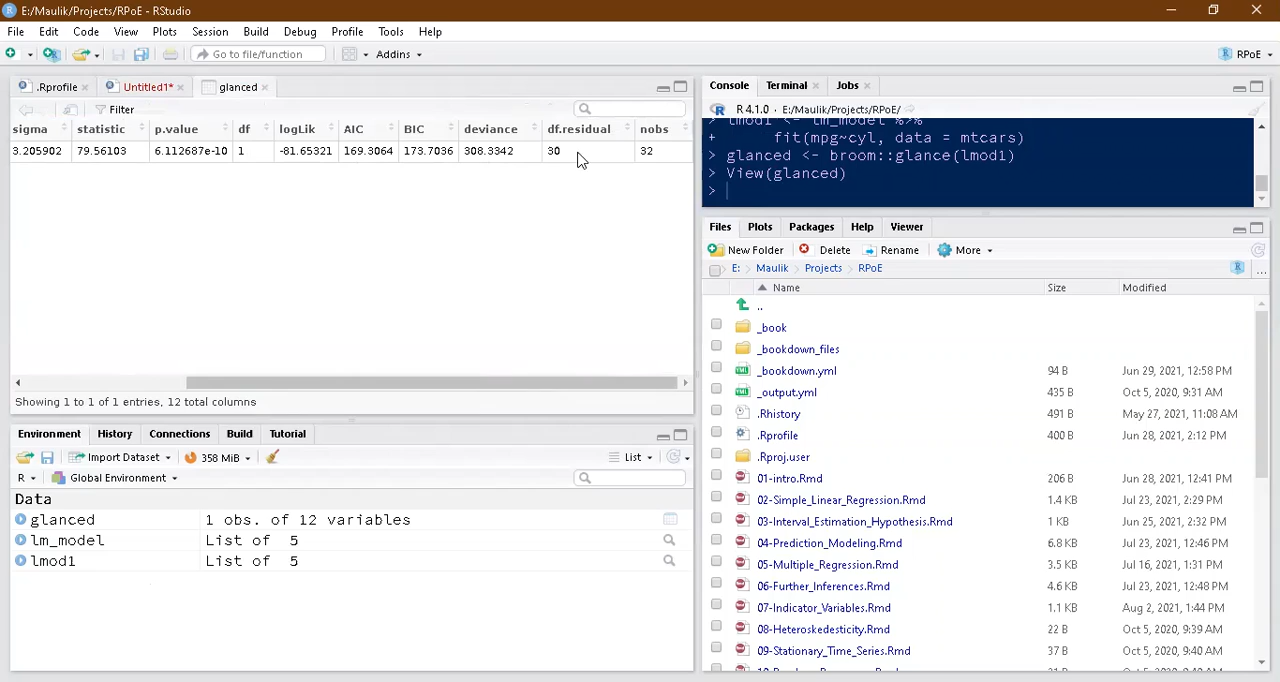 E:/Maulik/Projects/RPoE - RStudio
File Edit Code View Plots Session Build Debug Profile Tools Help
Go to file/function Addins RPoE
.Rprofile Untitled1* glanced
Filter
sigma statistic p.value df logLik AIC BIC deviance df.residual nobs
3.205902 79.56103 6.112687e-10 1 -81.65321 169.3064 173.7036 308.3342 30 32
Showing 1 to 1 of 1 entries, 12 total columns
Console Terminal Jobs
R 4.1.0 · E:/Maulik/Projects/RPoE/
> lmod1 <- lm_model %>%
+ fit(mpg~cyl, data = mtcars)
> glanced <- broom::glance(lmod1)
> View(glanced)
>
Environment History Connections Build Tutorial
Import Dataset 358 MiB List
R Global Environment
Data
glanced 1 obs. of 12 variables
lm_model List of 5
lmod1 List of 5
Files Plots Packages Help Viewer
New Folder Delete Rename More
E: Maulik Projects RPoE ...
Name Size Modified
..
_book
_bookdown_files
_bookdown.yml 94 B Jun 29, 2021, 12:58 PM
_output.yml 435 B Oct 5, 2020, 9:31 AM
.Rhistory 491 B May 27, 2021, 11:08 AM
.Rprofile 400 B Jun 28, 2021, 2:12 PM
.Rproj.user
01-intro.Rmd 206 B Jun 28, 2021, 12:41 PM
02-Simple_Linear_Regression.Rmd 1.4 KB Jul 23, 2021, 2:29 PM
03-Interval_Estimation_Hypothesis.Rmd 1 KB Jun 25, 2021, 2:32 PM
04-Prediction_Modeling.Rmd 6.8 KB Jul 23, 2021, 12:46 PM
05-Multiple_Regression.Rmd 3.5 KB Jul 16, 2021, 1:31 PM
06-Further_Inferences.Rmd 4.6 KB Jul 23, 2021, 12:48 PM
07-Indicator_Variables.Rmd 1.1 KB Aug 2, 2021, 1:44 PM
08-Heteroskedesticity.Rmd 22 B Oct 5, 2020, 9:39 AM
09-Stationary_Time_Series.Rmd 37 B Oct 5, 2020, 9:40 AM